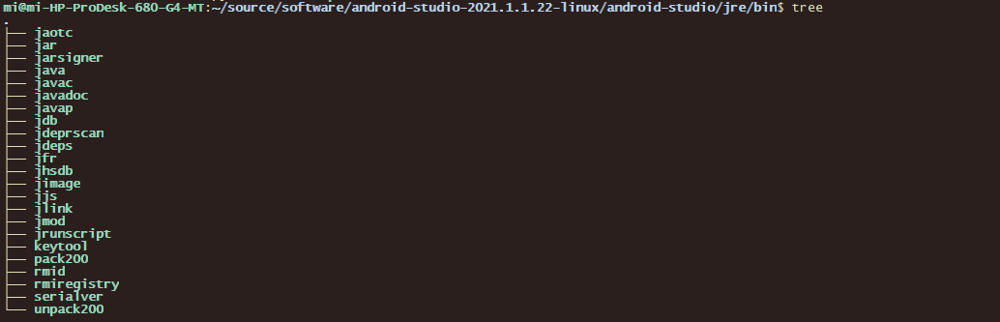 mi@mi-HP-ProDesk-680-G4-MT:~/source/software/android-studio-2021.1.1.22-linux/android-studio/jre/bin$ tree
.
├── jaotc
├── jar
├── jarsigner
├── java
├── javac
├── javadoc
├── javap
├── jdb
├── jdeprscan
├── jdeps
├── jfr
├── jhsdb
├── jimage
├── jjs
├── jlink
├── jmod
├── jrunscript
├── keytool
├── pack200
├── rmid
├── rmiregistry
├── serialver
└── unpack200